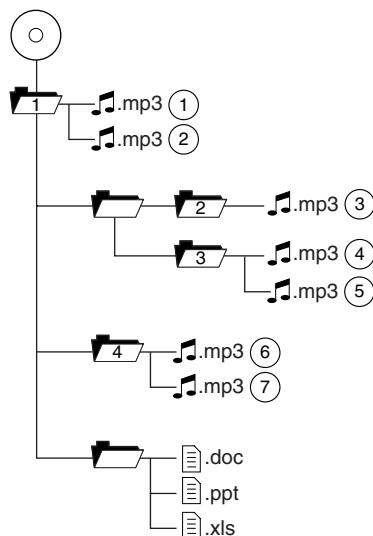 1 .mp3 1
.mp3 2
2 .mp3 3
3 .mp3 4
.mp3 5
4 .mp3 6
.mp3 7
.doc
.ppt
.xls